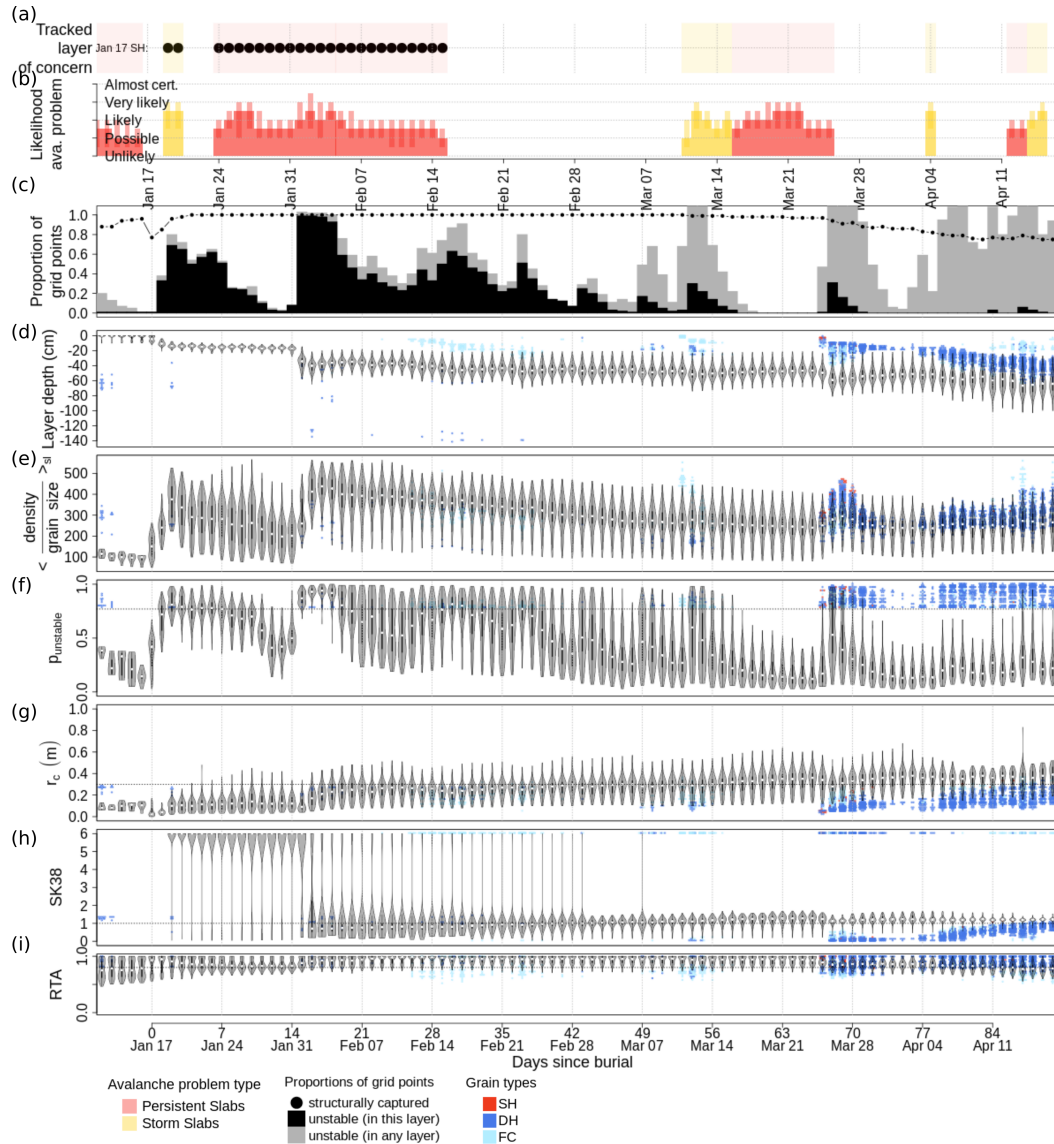 (a)
Tracked
layer
of concern
Jan 17 SH:
(b)
Likelihood
ava. problem
Almost cert.
Very likely
Likely
Possible
Unlikely
Jan 17
Jan 24
Jan 31
Feb 07
Feb 14
Feb 21
Feb 28
Mar 07
Mar 14
Mar 21
Mar 28
Apr 04
Apr 11
(c)
Proportion of
grid points
1.0
0.8
0.6
0.4
0.2
0.0
(d)
Layer depth (cm)
0
-20
-40
-60
-80
-100
-120
-140
(e)
< density / grain size >sl
500
400
300
200
100
(f)
punstable
1.0
0.5
0.0
(g)
rc (m)
1.0
0.8
0.6
0.4
0.2
0.0
(h)
SK38
6
5
4
3
2
1
0
(i)
RTA
1.0
0.0
0 7 14 21 28 35 42 49 56 63 70 77 84
Jan 17 Jan 24 Jan 31 Feb 07 Feb 14 Feb 21 Feb 28 Mar 07 Mar 14 Mar 21 Mar 28 Apr 04 Apr 11
Days since burial
Avalanche problem type
Persistent Slabs
Storm Slabs
Proportions of grid points
structurally captured
unstable (in this layer)
unstable (in any layer)
Grain types
SH
DH
FC